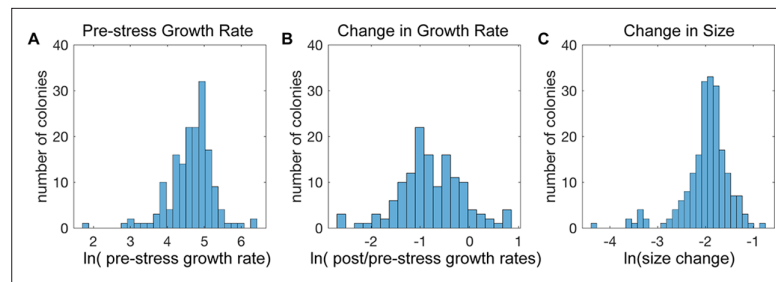 A Pre-stress Growth Rate
40
30
20
10
0
number of colonies
2 3 4 5 6
ln( pre-stress growth rate)
B Change in Growth Rate
40
30
20
10
0
number of colonies
-2 -1 0 1
ln( post/pre-stress growth rates)
C Change in Size
40
30
20
10
0
number of colonies
-4 -3 -2 -1
ln(size change)